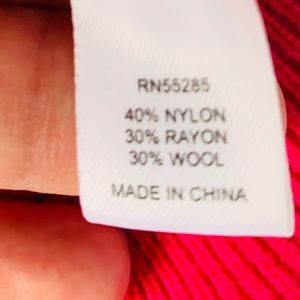 RN55285
40% NYLON
30% RAYON
30% WOOL
MADE IN CHINA